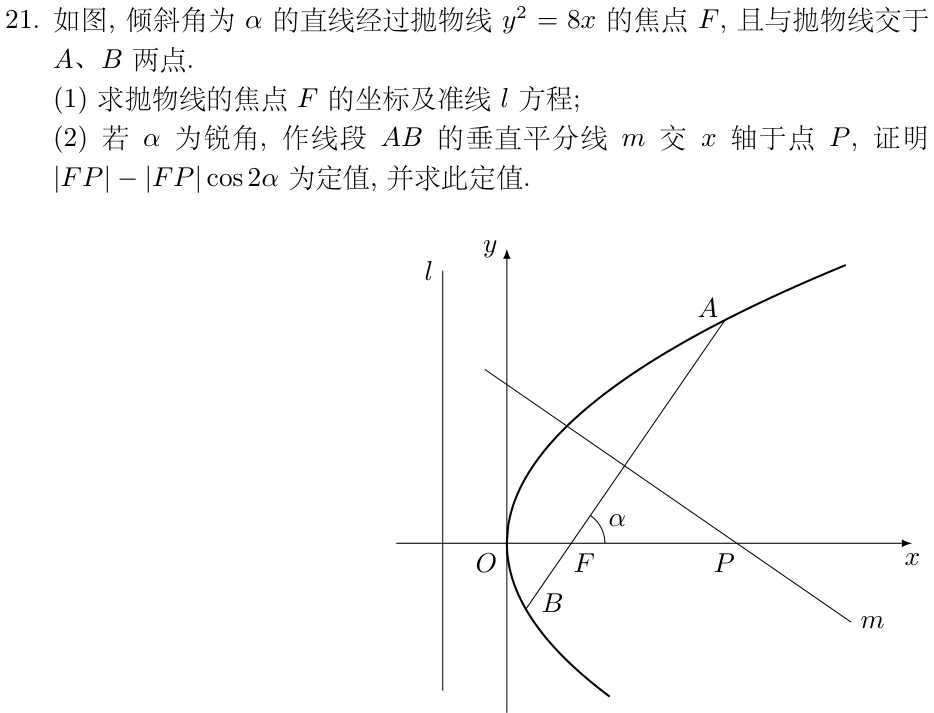 21. 如图, 倾斜角为 α 的直线经过抛物线 y² = 8x 的焦点 F, 且与抛物线交于
A、B 两点.
(1) 求抛物线的焦点 F 的坐标及准线 l 方程;
(2) 若 α 为锐角, 作线段 AB 的垂直平分线 m 交 x 轴于点 P, 证明
|FP| − |FP| cos 2α 为定值, 并求此定值.
y
l
A
α
O
F
P
x
B
m